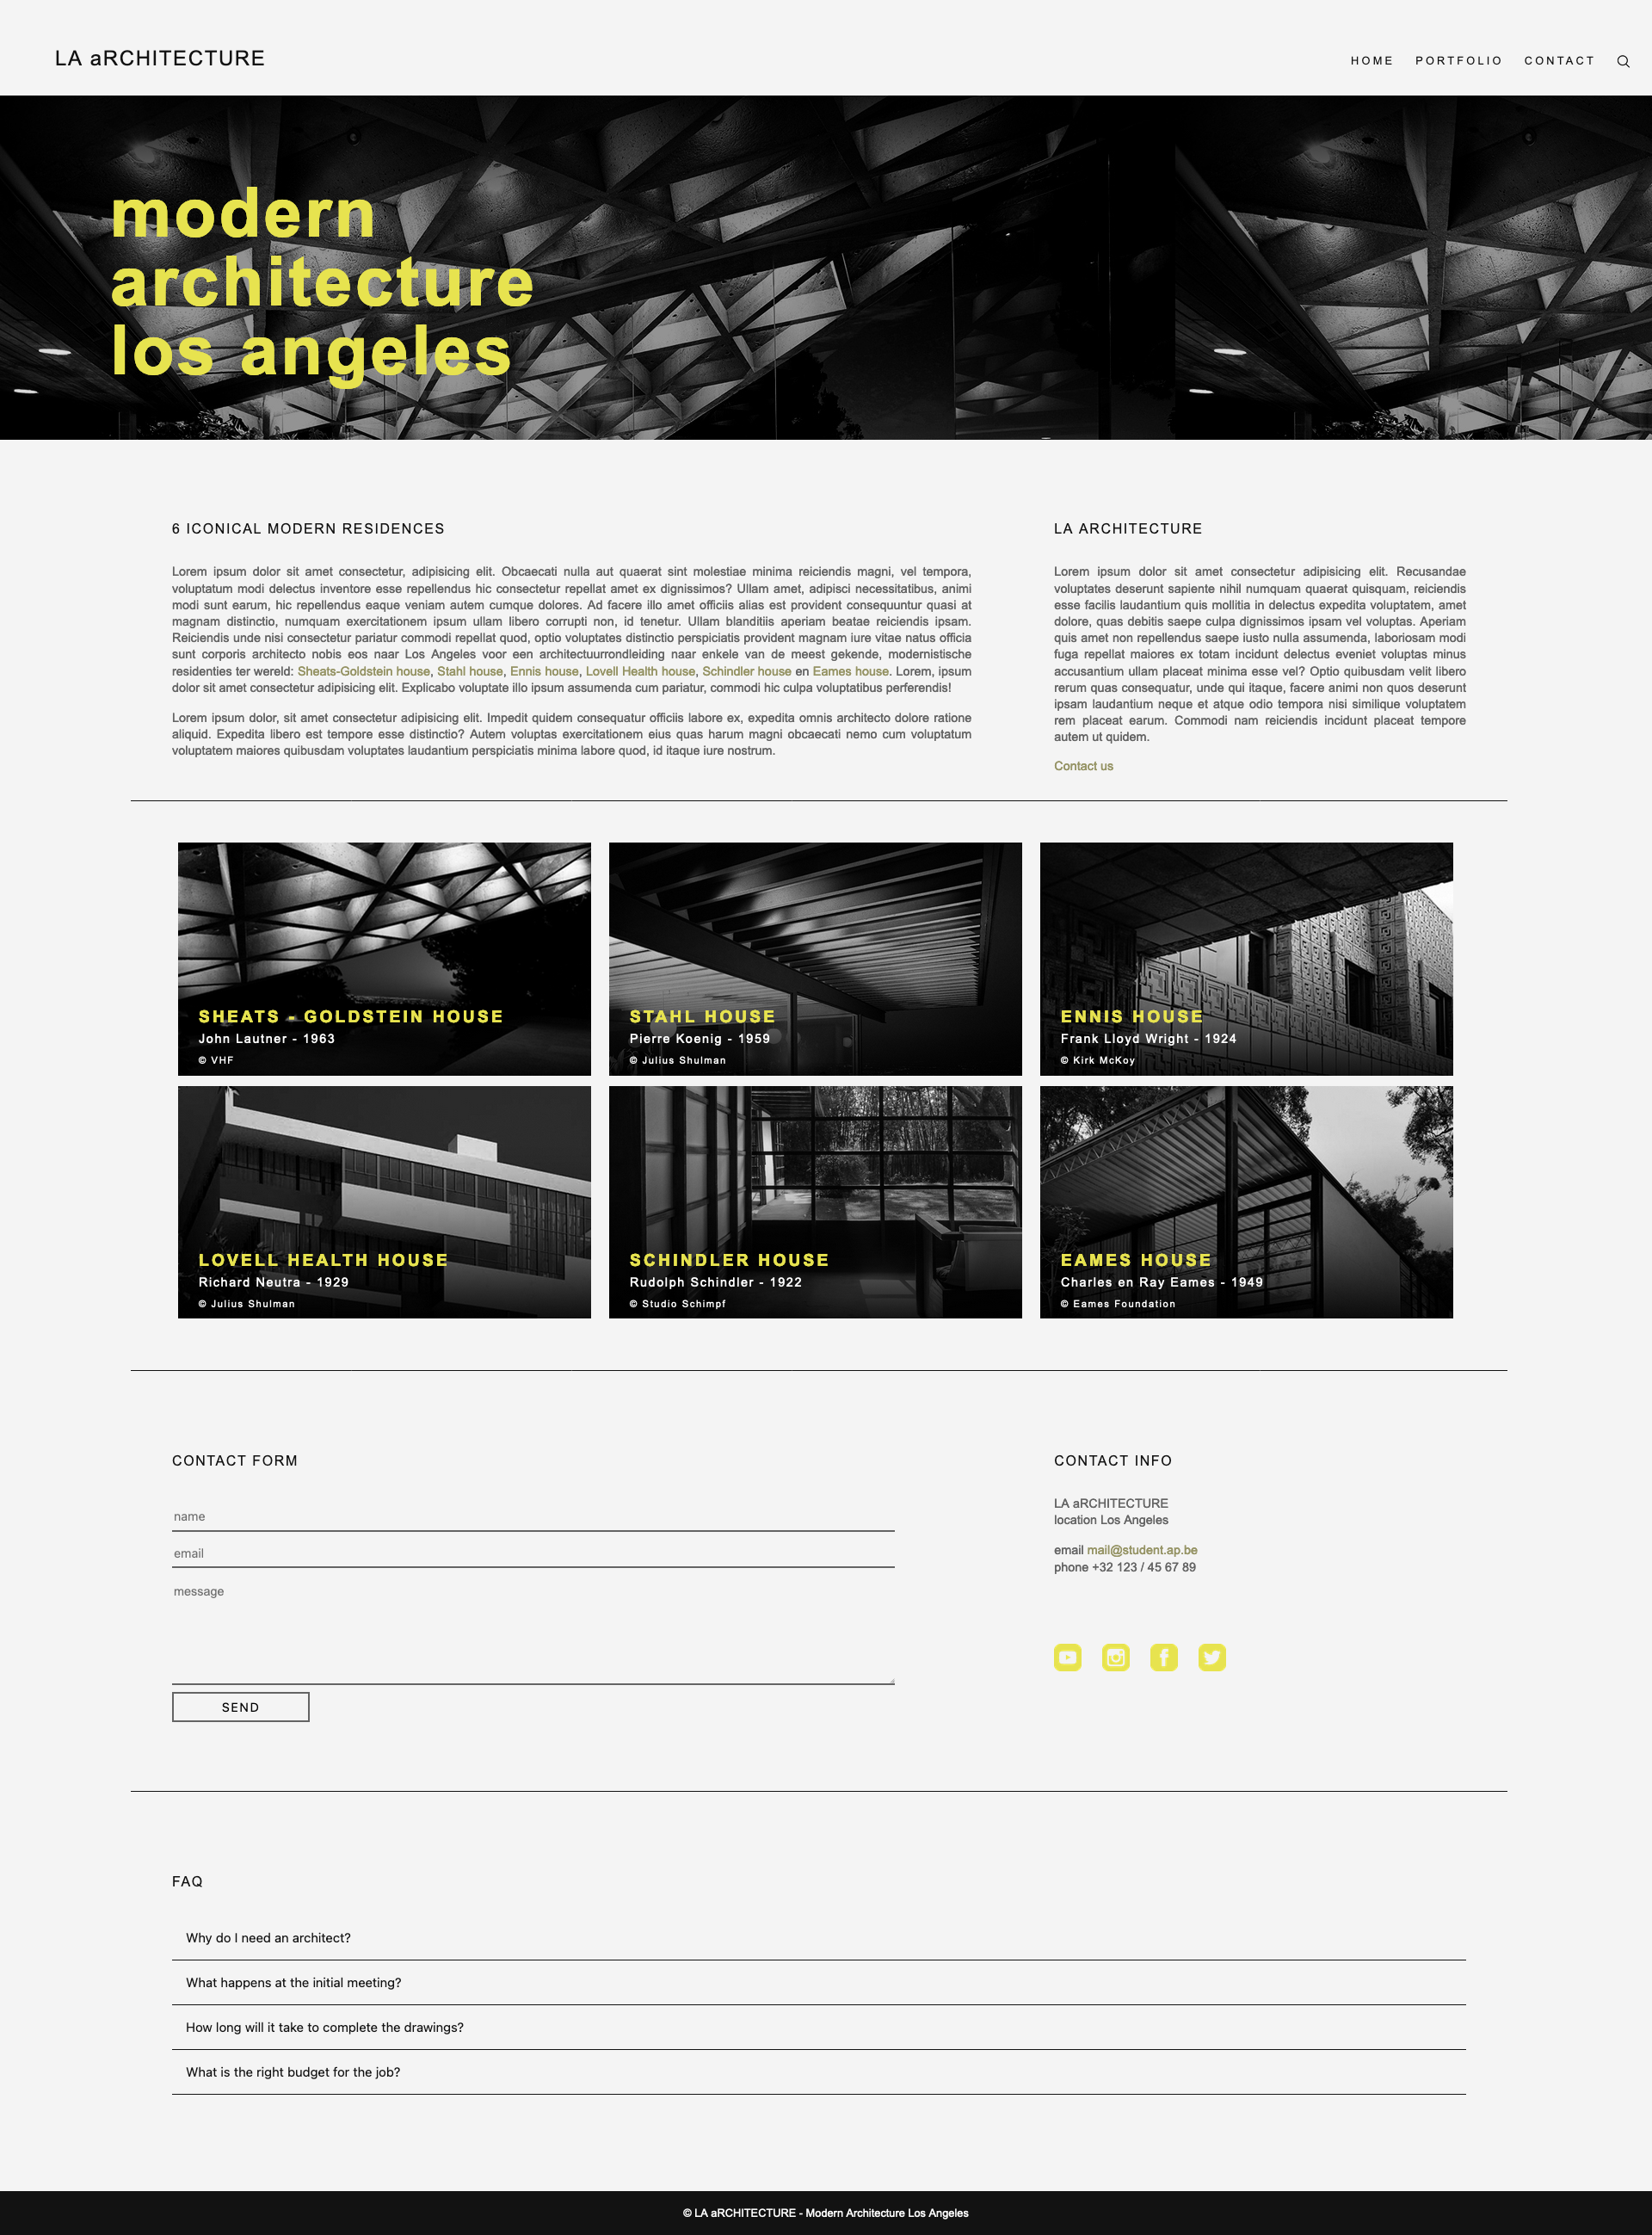 LA aRCHITECTURE
HOME PORTFOLIO CONTACT
modern
architecture
los angeles
6 ICONICAL MODERN RESIDENCES
Lorem ipsum dolor sit amet consectetur, adipisicing elit. Obcaecati nulla aut quaerat sint molestiae minima reiciendis magni, vel tempora,
voluptatum modi delectus inventore esse repellendus hic consectetur repellat amet ex dignissimos? Ullam amet, adipisci necessitatibus, animi
modi sunt earum, hic repellendus eaque veniam autem cumque dolores. Ad facere illo amet officiis alias est provident consequuntur quasi at
magnam distinctio, numquam exercitationem ipsum ullam libero corrupti non, id tenetur. Ullam blanditiis aperiam beatae reiciendis ipsam.
Reiciendis unde nisi consectetur pariatur commodi repellat quod, optio voluptates distinctio perspiciatis provident magnam iure vitae natus officia
sunt corporis architecto nobis eos naar Los Angeles voor een architectuurrondleiding naar enkele van de meest gekende, modernistische
residenties ter wereld: Sheats-Goldstein house, Stahl house, Ennis house, Lovell Health house, Schindler house en Eames house. Lorem, ipsum
dolor sit amet consectetur adipisicing elit. Explicabo voluptate illo ipsum assumenda cum pariatur, commodi hic culpa voluptatibus perferendis!
Lorem ipsum dolor, sit amet consectetur adipisicing elit. Impedit quidem consequatur officiis labore ex, expedita omnis architecto dolore ratione
aliquid. Expedita libero est tempore esse distinctio? Autem voluptas exercitationem eius quas harum magni obcaecati nemo cum voluptatum
voluptatem maiores quibusdam voluptates laudantium perspiciatis minima labore quod, id itaque iure nostrum.
LA ARCHITECTURE
Lorem ipsum dolor sit amet consectetur adipisicing elit. Recusandae
voluptates deserunt sapiente nihil numquam quaerat quisquam, reiciendis
esse facilis laudantium quis mollitia in delectus expedita voluptatem, amet
dolore, quas debitis saepe culpa dignissimos ipsam vel voluptas. Aperiam
quis amet non repellendus saepe iusto nulla assumenda, laboriosam modi
fuga repellat maiores ex totam incidunt delectus eveniet voluptas minus
accusantium ullam placeat minima esse vel? Optio quibusdam velit libero
rerum quas consequatur, unde qui itaque, facere animi non quos deserunt
ipsam laudantium neque et atque odio tempora nisi similique voluptatem
rem placeat earum. Commodi nam reiciendis incidunt placeat tempore
autem ut quidem.
Contact us
SHEATS - GOLDSTEIN HOUSE
John Lautner - 1963
© VHF
STAHL HOUSE
Pierre Koenig - 1959
© Julius Shulman
ENNIS HOUSE
Frank Lloyd Wright - 1924
© Kirk McKoy
LOVELL HEALTH HOUSE
Richard Neutra - 1929
© Julius Shulman
SCHINDLER HOUSE
Rudolph Schindler - 1922
© Studio Schimpf
EAMES HOUSE
Charles en Ray Eames - 1949
© Eames Foundation
CONTACT FORM
name
email
message
SEND
CONTACT INFO
LA aRCHITECTURE
location Los Angeles
email mail@student.ap.be
phone +32 123 / 45 67 89
FAQ
Why do I need an architect?
What happens at the initial meeting?
How long will it take to complete the drawings?
What is the right budget for the job?
© LA aRCHITECTURE - Modern Architecture Los Angeles